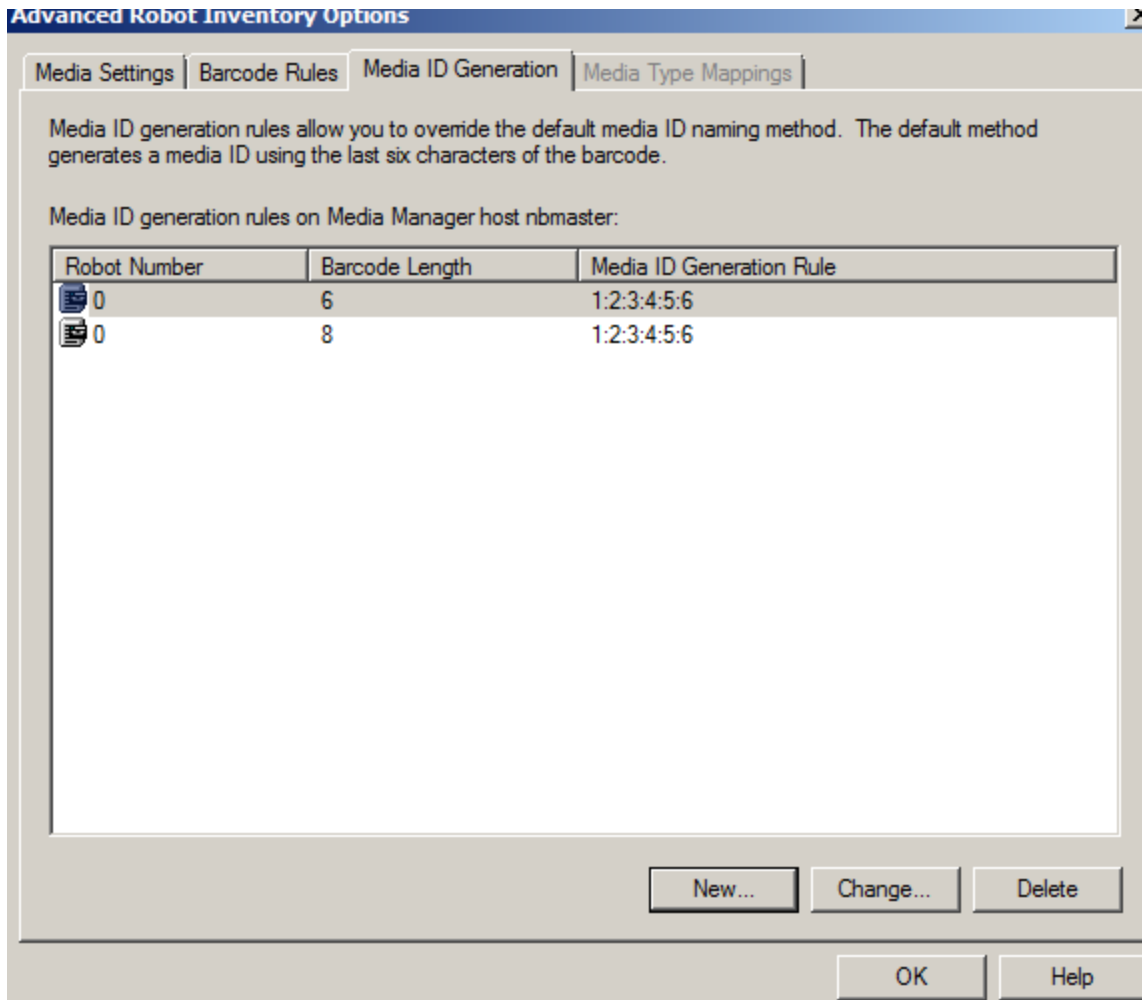 Advanced Robot Inventory Options
Media Settings Barcode Rules Media ID Generation Media Type Mappings
Media ID generation rules allow you to override the default media ID naming method. The default method
generates a media ID using the last six characters of the barcode.
Media ID generation rules on Media Manager host nbmaster:
Robot Number Barcode Length Media ID Generation Rule
0 6 1:2:3:4:5:6
0 8 1:2:3:4:5:6
New... Change... Delete
OK Help